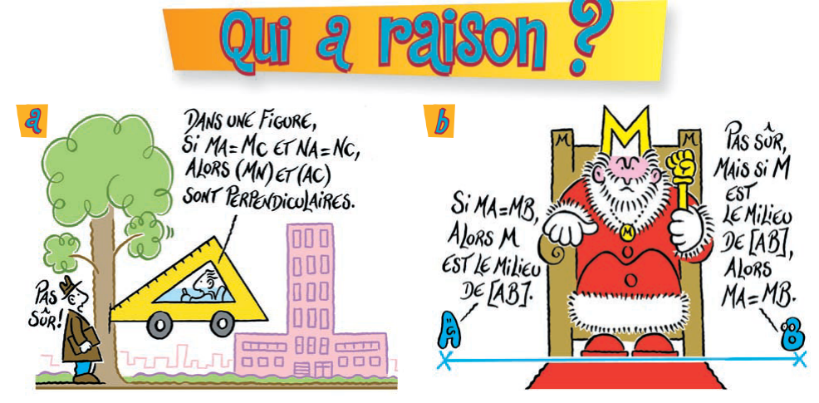 Qui a raison ?
a
DANS UNE FIGURE,
SI MA=MC ET NA=NC,
ALORS (MN) ET (AC)
SONT PERPENDICULAIRES.
PAS
SÛR!
b
M
M
M
M
SI MA=MB,
ALORS M
EST LE MILIEU
DE [AB].
PAS SÛR,
MAIS SI M
EST
LE MILIEU
DE [AB],
ALORS
MA=MB.
A
B